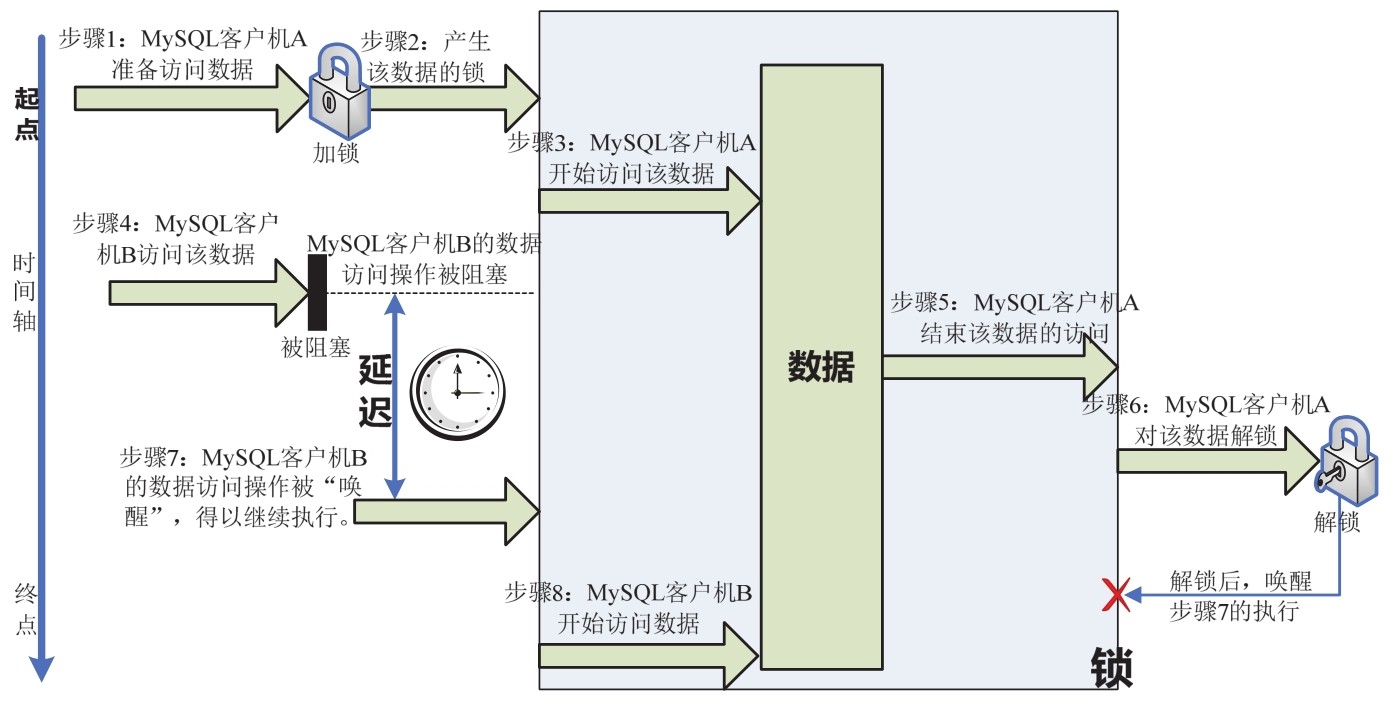 步骤1：MySQL客户机A
准备访问数据
步骤2：产生
该数据的锁
起
点
加锁
步骤3：MySQL客户机A
开始访问该数据
步骤4：MySQL客户
机B访问该数据
MySQL客户机B的数据
访问操作被阻塞
时
间
轴
被阻塞
步骤5：MySQL客户机A
结束该数据的访问
数据
延
迟
步骤6：MySQL客户机A
对该数据解锁
步骤7：MySQL客户机B
的数据访问操作被“唤
醒”，得以继续执行。
解锁
终
点
步骤8：MySQL客户机B
开始访问数据
解锁后，唤醒
步骤7的执行
锁